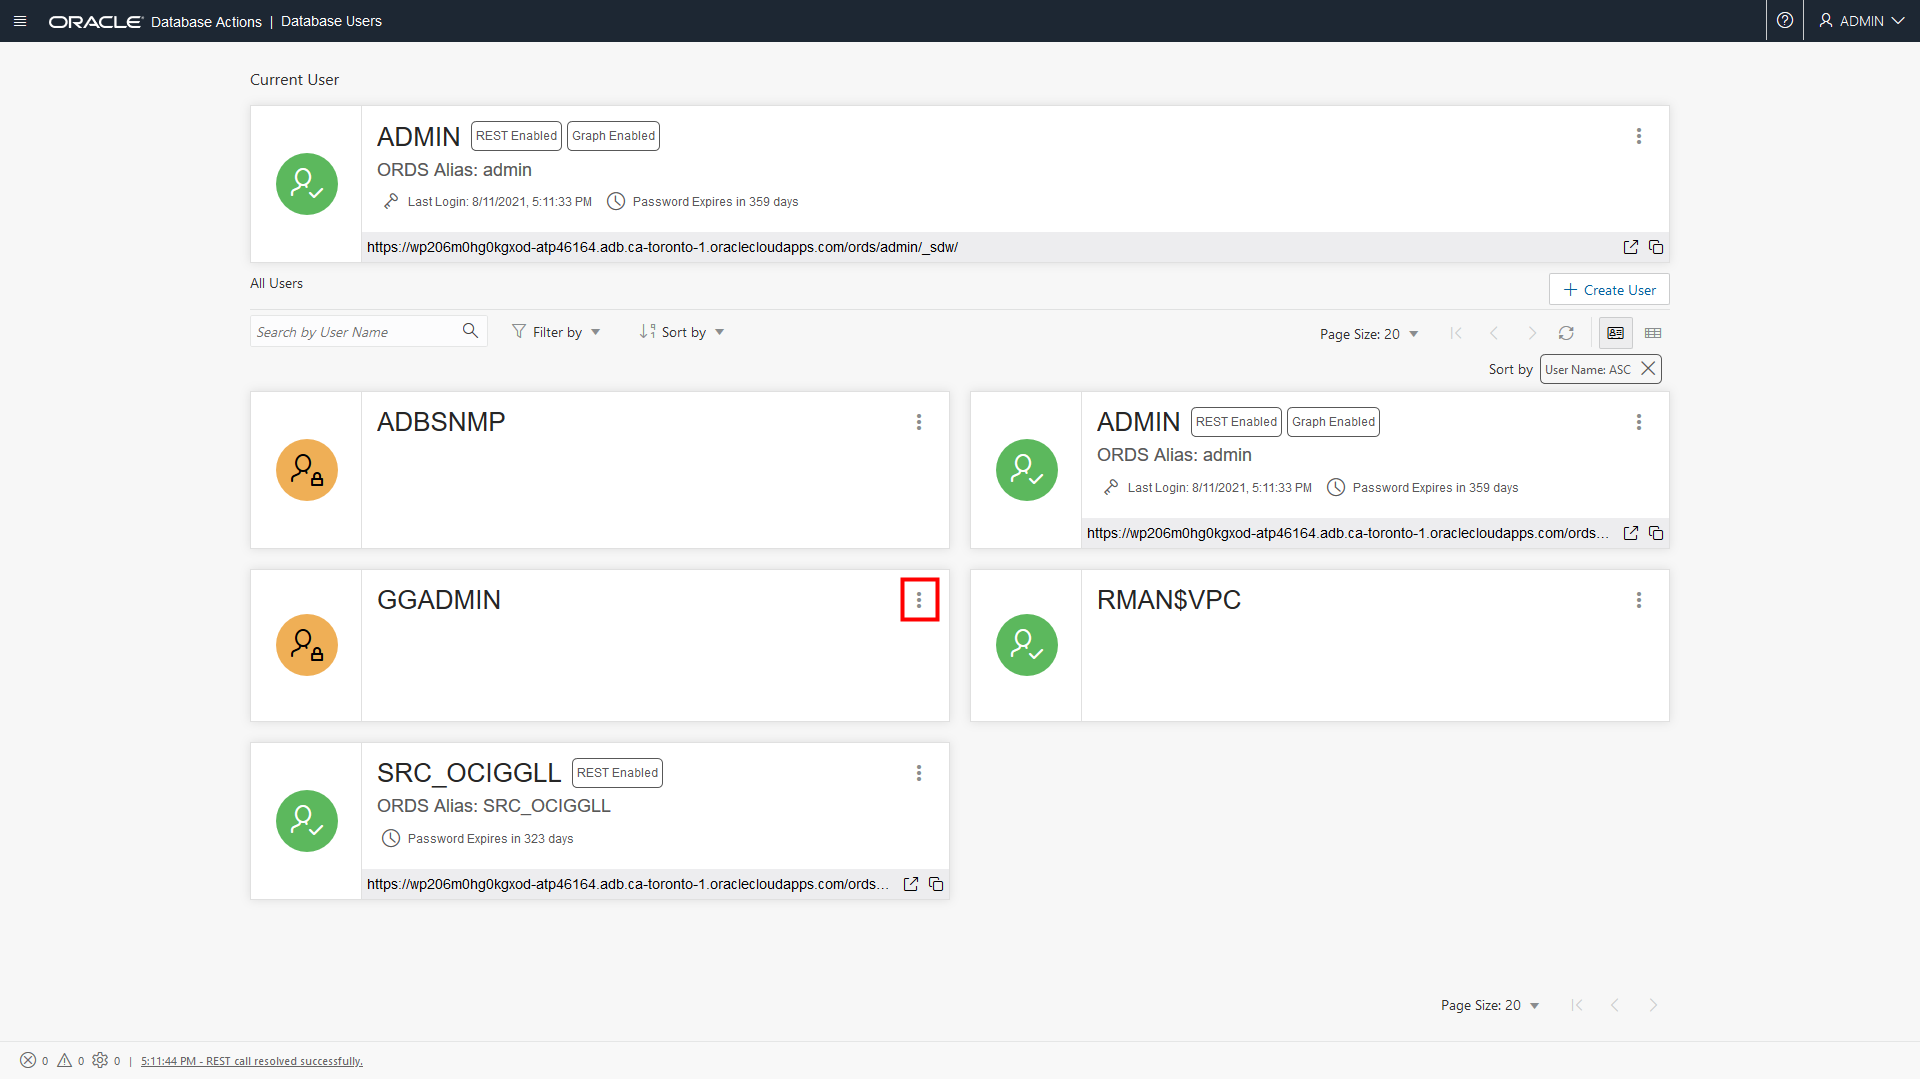 ORACLE Database Actions | Database Users
ADMIN
Current User
ADMIN REST Enabled Graph Enabled
ORDS Alias: admin
Last Login: 8/11/2021, 5:11:33 PM Password Expires in 359 days
https://wp206m0hg0kgxod-atp46164.adb.ca-toronto-1.oraclecloudapps.com/ords/admin/_sdw/
All Users
Create User
Search by User Name
Filter by
Sort by
Page Size: 20
Sort by User Name: ASC
ADBSNMP
ADMIN REST Enabled Graph Enabled
ORDS Alias: admin
Last Login: 8/11/2021, 5:11:33 PM Password Expires in 359 days
https://wp206m0hg0kgxod-atp46164.adb.ca-toronto-1.oraclecloudapps.com/ords...
GGADMIN
RMAN$VPC
SRC_OCIGGLL REST Enabled
ORDS Alias: SRC_OCIGGLL
Password Expires in 323 days
https://wp206m0hg0kgxod-atp46164.adb.ca-toronto-1.oraclecloudapps.com/ords...
Page Size: 20
0 0 0 | 5:11:44 PM - REST call resolved successfully.